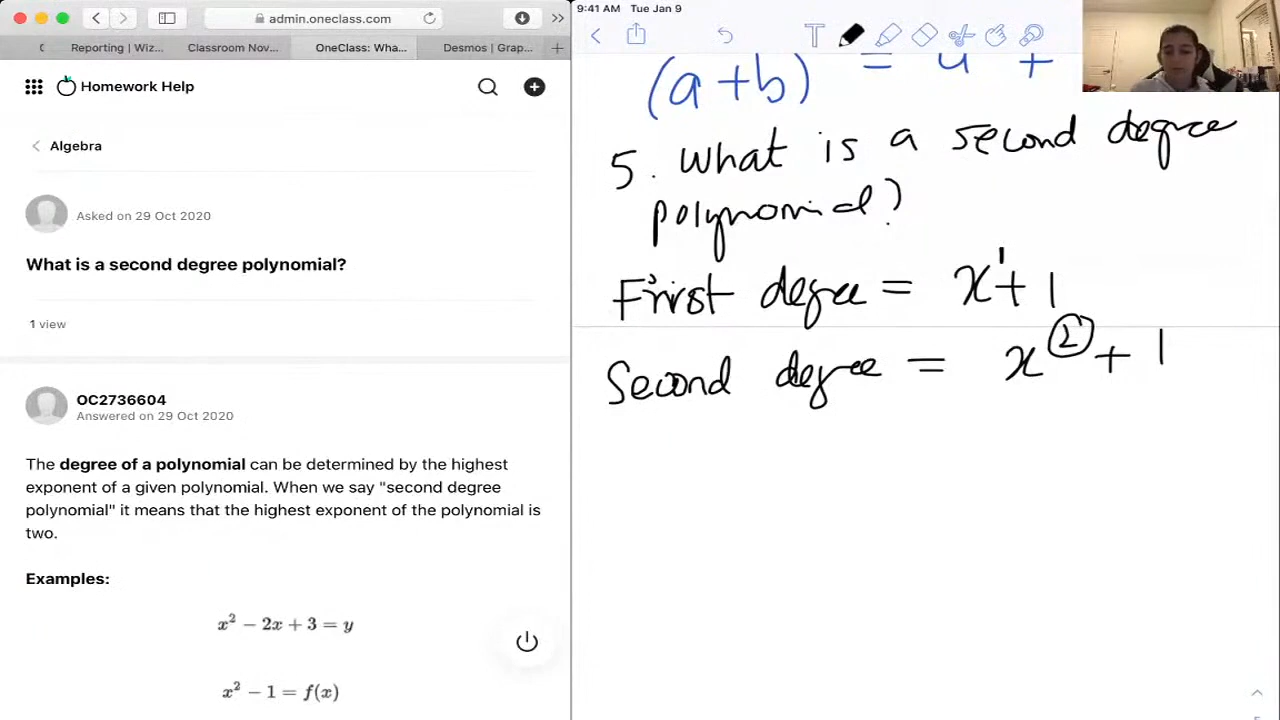 admin.oneclass.com
Reporting | Wiz...
Classroom Nov...
OneClass: Wha...
Desmos | Grap...
Homework Help
Algebra
Asked on 29 Oct 2020
What is a second degree polynomial?
1 view
OC2736604
Answered on 29 Oct 2020
The degree of a polynomial can be determined by the highest
exponent of a given polynomial. When we say "second degree
polynomial" it means that the highest exponent of the polynomial is
two.
Examples:
x² − 2x + 3 = y
x² − 1 = f(x)
9:41 AM Tue Jan 9
(a+b) =
5. What is a second degree
polynomial?
First degree = x¹ + 1
Second degree = x² + 1